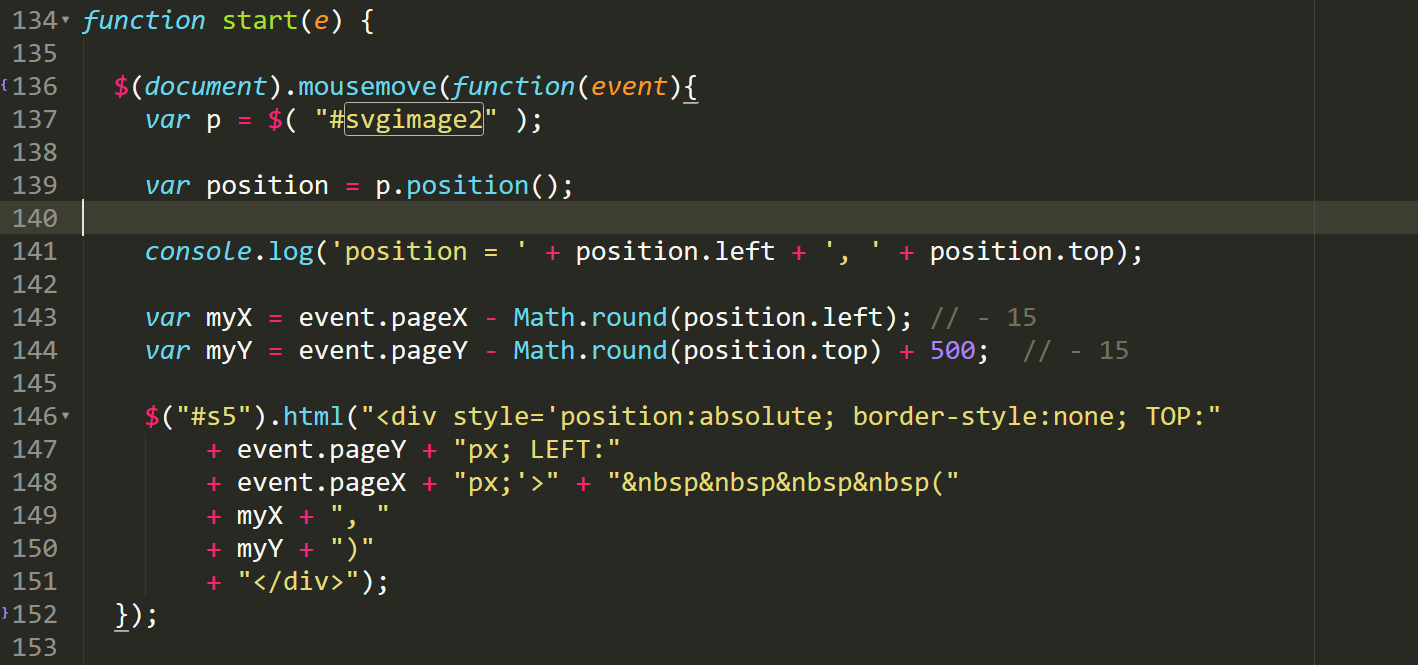 134 function start(e) {
135
136   $(document).mousemove(function(event){
137     var p = $( "#svgimage2" );
138
139     var position = p.position();
140
141     console.log('position = ' + position.left + ', ' + position.top);
142
143     var myX = event.pageX - Math.round(position.left); // - 15
144     var myY = event.pageY - Math.round(position.top) + 500;  // - 15
145
146     $("#s5").html("<div style='position:absolute; border-style:none; TOP:"
147         + event.pageY + "px; LEFT:"
148         + event.pageX + "px;'>" + "&nbsp&nbsp&nbsp&nbsp("
149         + myX + ", "
150         + myY + ")"
151         + "</div>");
152   });
153